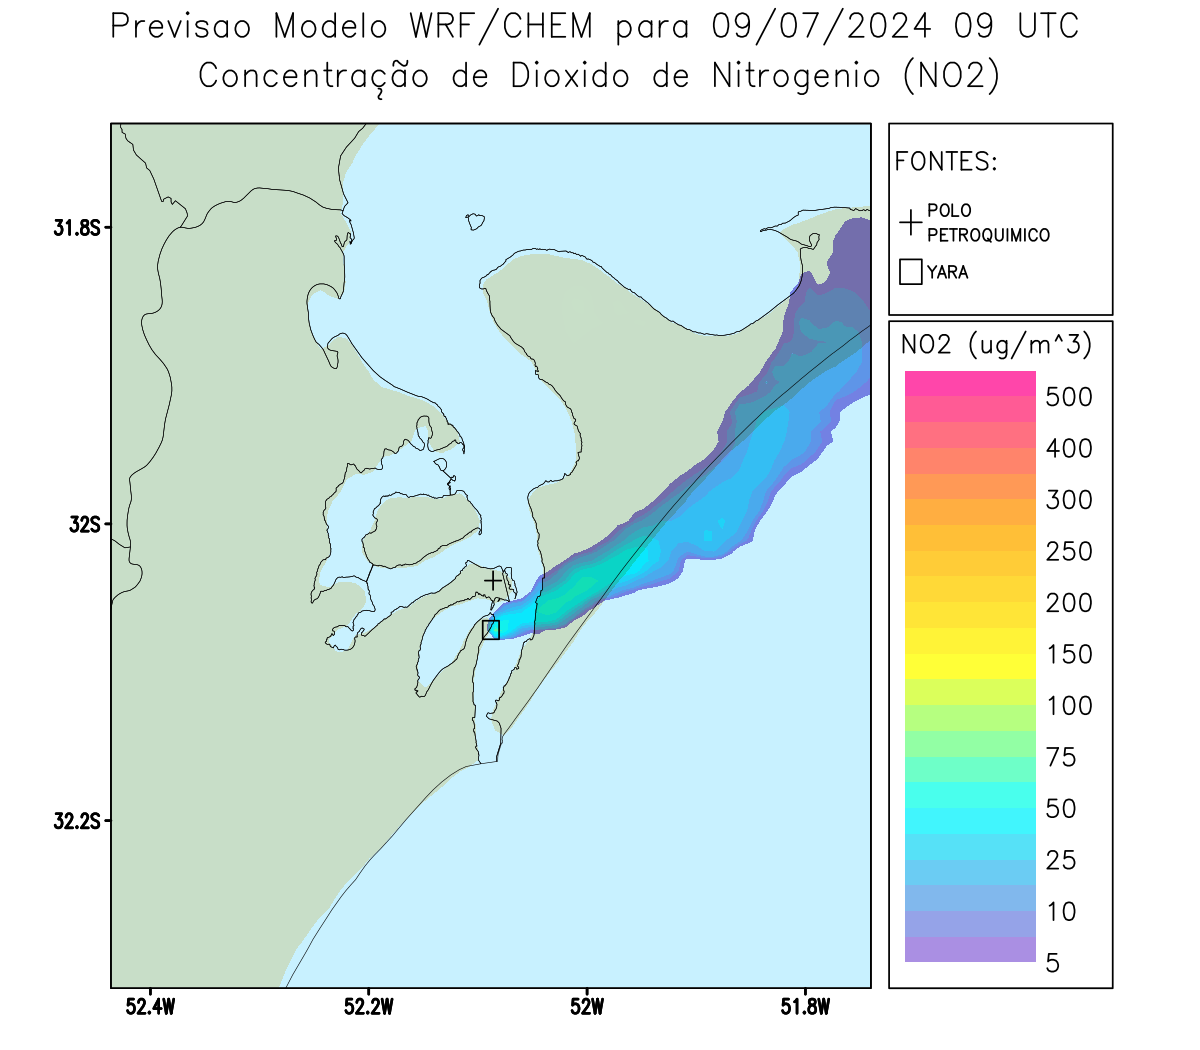 Previsao Modelo WRF/CHEM para 09/07/2024 09 UTC
Concentração de Dioxido de Nitrogenio (NO2)
FONTES:
POLO
PETROQUIMICO
YARA
NO2 (ug/m^3)
500
400
300
250
200
150
100
75
50
25
10
5
31.8S
32S
32.2S
52.4W
52.2W
52W
51.8W